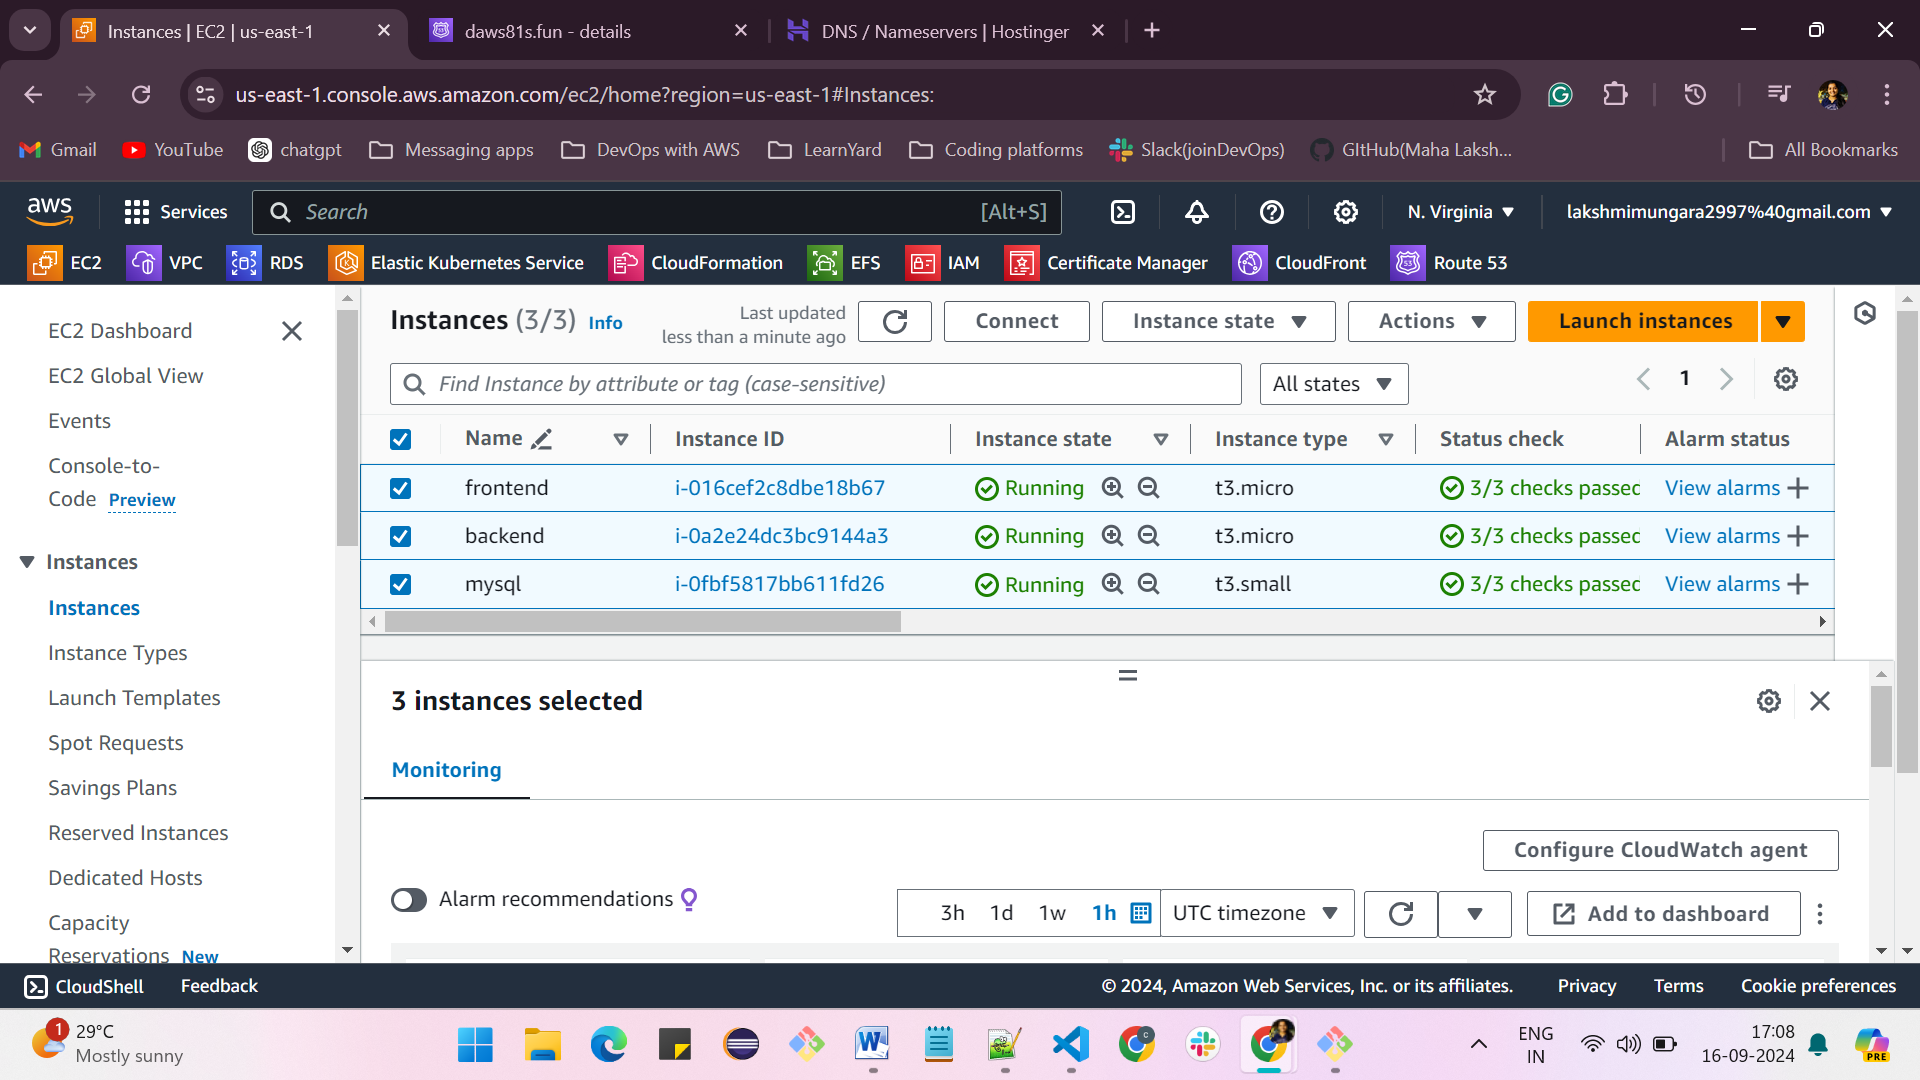 Instances | EC2 | us-east-1
daws81s.fun - details
DNS / Nameservers | Hostinger
us-east-1.console.aws.amazon.com/ec2/home?region=us-east-1#Instances:
Gmail
YouTube
chatgpt
Messaging apps
DevOps with AWS
LearnYard
Coding platforms
Slack(joinDevOps)
GItHub(Maha Laksh...
All Bookmarks
aws
Services
Search
[Alt+S]
N. Virginia
lakshmimungara2997%40gmail.com
EC2
VPC
RDS
Elastic Kubernetes Service
CloudFormation
EFS
IAM
Certificate Manager
CloudFront
Route 53
EC2 Dashboard
EC2 Global View
Events
Console-to-
Code Preview
Instances
Instances
Instance Types
Launch Templates
Spot Requests
Savings Plans
Reserved Instances
Dedicated Hosts
Capacity
Reservations New
Instances (3/3) Info
Last updated
less than a minute ago
Connect
Instance state
Actions
Launch instances
Find Instance by attribute or tag (case-sensitive)
All states
1
Name Instance ID Instance state Instance type Status check Alarm status
frontend i-016cef2c8dbe18b67 Running t3.micro 3/3 checks passed View alarms
backend i-0a2e24dc3bc9144a3 Running t3.micro 3/3 checks passed View alarms
mysql i-0fbf5817bb611fd26 Running t3.small 3/3 checks passed View alarms
3 instances selected
Monitoring
Configure CloudWatch agent
Alarm recommendations
3h 1d 1w 1h
UTC timezone
Add to dashboard
CloudShell
Feedback
© 2024, Amazon Web Services, Inc. or its affiliates.
Privacy
Terms
Cookie preferences
1
29°C
Mostly sunny
ENG
IN
17:08
16-09-2024
PRE